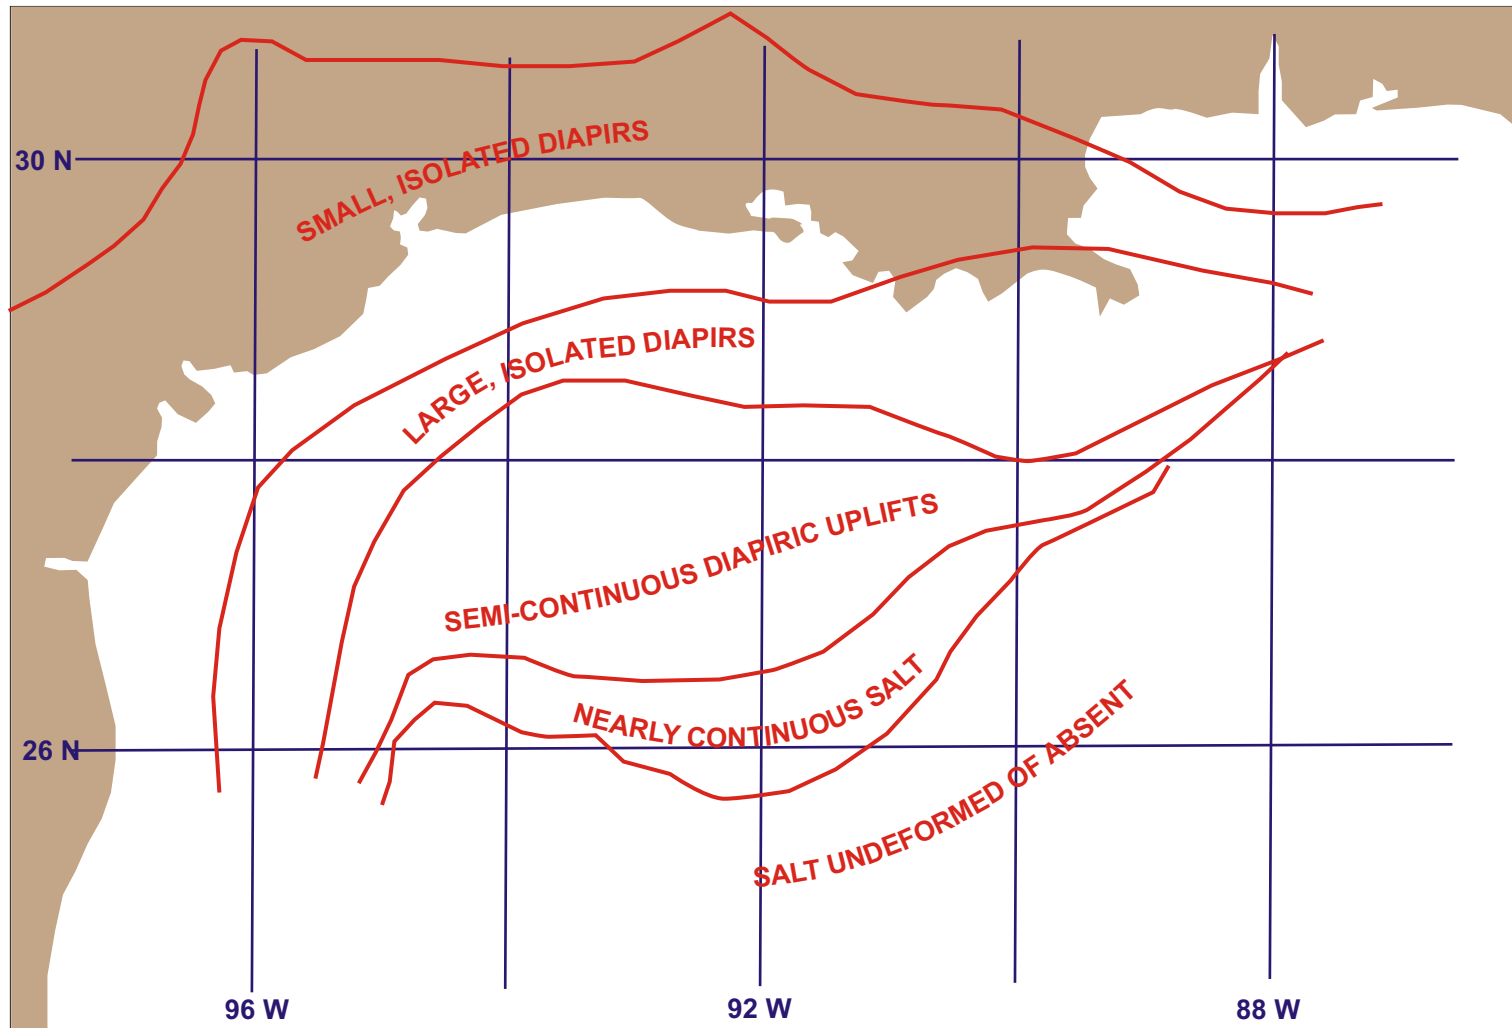 SMALL, ISOLATED DIAPIRS
30 N
LARGE, ISOLATED DIAPIRS
SEMI-CONTINUOUS DIAPIRIC UPLIFTS
NEARLY CONTINUOUS SALT
SALT UNDEFORMED OF ABSENT
26 N
96 W
92 W
88 W